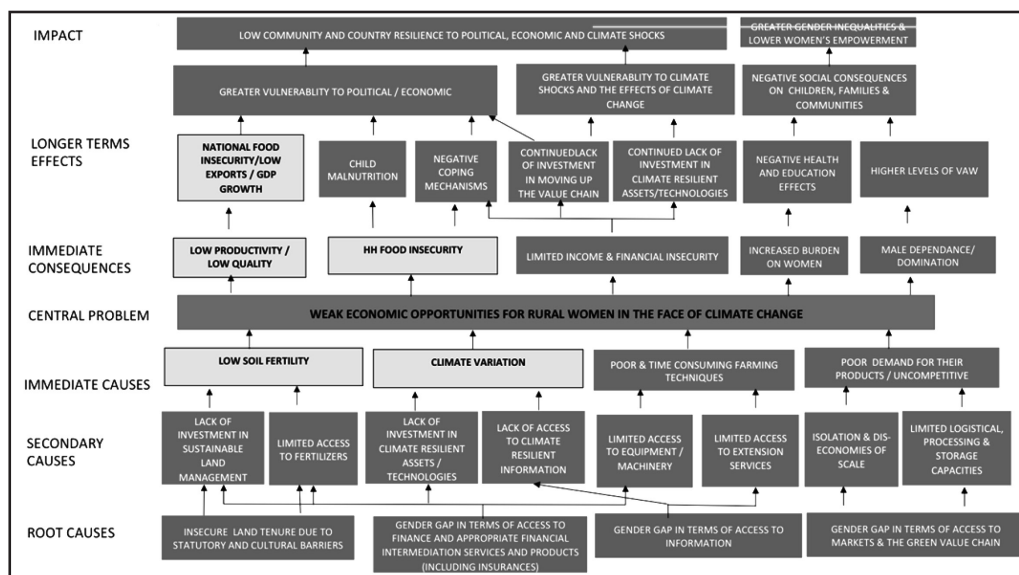 IMPACT
LOW COMMUNITY AND COUNTRY RESILIENCE TO POLITICAL, ECONOMIC AND CLIMATE SHOCKS
GREATER GENDER INEQUALITIES &
LOWER WOMEN'S EMPOWERMENT
GREATER VULNERABLITY TO POLITICAL / ECONOMIC
GREATER VULNERABLITY TO CLIMATE
SHOCKS AND THE EFFECTS OF CLIMATE
CHANGE
NEGATIVE SOCIAL CONSEQUENCES
ON CHILDREN, FAMILIES &
COMMUNITIES
LONGER TERMS
EFFECTS
NATIONAL FOOD
INSECURITY/LOW
EXPORTS / GDP
GROWTH
CHILD
MALNUTRITION
NEGATIVE
COPING
MECHANISMS
CONTINUEDLACK
OF INVESTMENT
IN MOVING UP
THE VALUE CHAIN
CONTINUED LACK OF
INVESTMENT IN
CLIMATE RESILIENT
ASSETS/TECHNOLOGIES
NEGATIVE HEALTH
AND EDUCATION
EFFECTS
HIGHER LEVELS OF VAW
IMMEDIATE
CONSEQUENCES
LOW PRODUCTIVITY /
LOW QUALITY
HH FOOD INSECURITY
LIMITED INCOME & FINANCIAL INSECURITY
INCREASED BURDEN
ON WOMEN
MALE DEPENDANCE/
DOMINATION
CENTRAL PROBLEM
WEAK ECONOMIC OPPORTUNITIES FOR RURAL WOMEN IN THE FACE OF CLIMATE CHANGE
IMMEDIATE CAUSES
LOW SOIL FERTILITY
CLIMATE VARIATION
POOR & TIME CONSUMING FARMING
TECHNIQUES
POOR DEMAND FOR THEIR
PRODUCTS / UNCOMPETITIVE
SECONDARY
CAUSES
LACK OF
INVESTMENT IN
SUSTAINABLE
LAND
MANAGEMENT
LIMITED ACCESS
TO FERTILIZERS
LACK OF
INVESTMENT IN
CLIMATE RESILIENT
ASSETS /
TECHNOLOGIES
LACK OF ACCESS
TO CLIMATE
RESILIENT
INFORMATION
LIMITED ACCESS
TO EQUIPMENT /
MACHINERY
LIMITED ACCESS
TO EXTENSION
SERVICES
ISOLATION & DIS-
ECONOMIES OF
SCALE
LIMITED LOGISTICAL,
PROCESSING &
STORAGE
CAPACITIES
ROOT CAUSES
INSECURE LAND TENURE DUE TO
STATUTORY AND CULTURAL BARRIERS
GENDER GAP IN TERMS OF ACCESS TO
FINANCE AND APPROPRIATE FINANCIAL
INTERMEDIATION SERVICES AND PRODUCTS
(INCLUDING INSURANCES)
GENDER GAP IN TERMS OF ACCESS TO
INFORMATION
GENDER GAP IN TERMS OF ACCESS TO
MARKETS & THE GREEN VALUE CHAIN